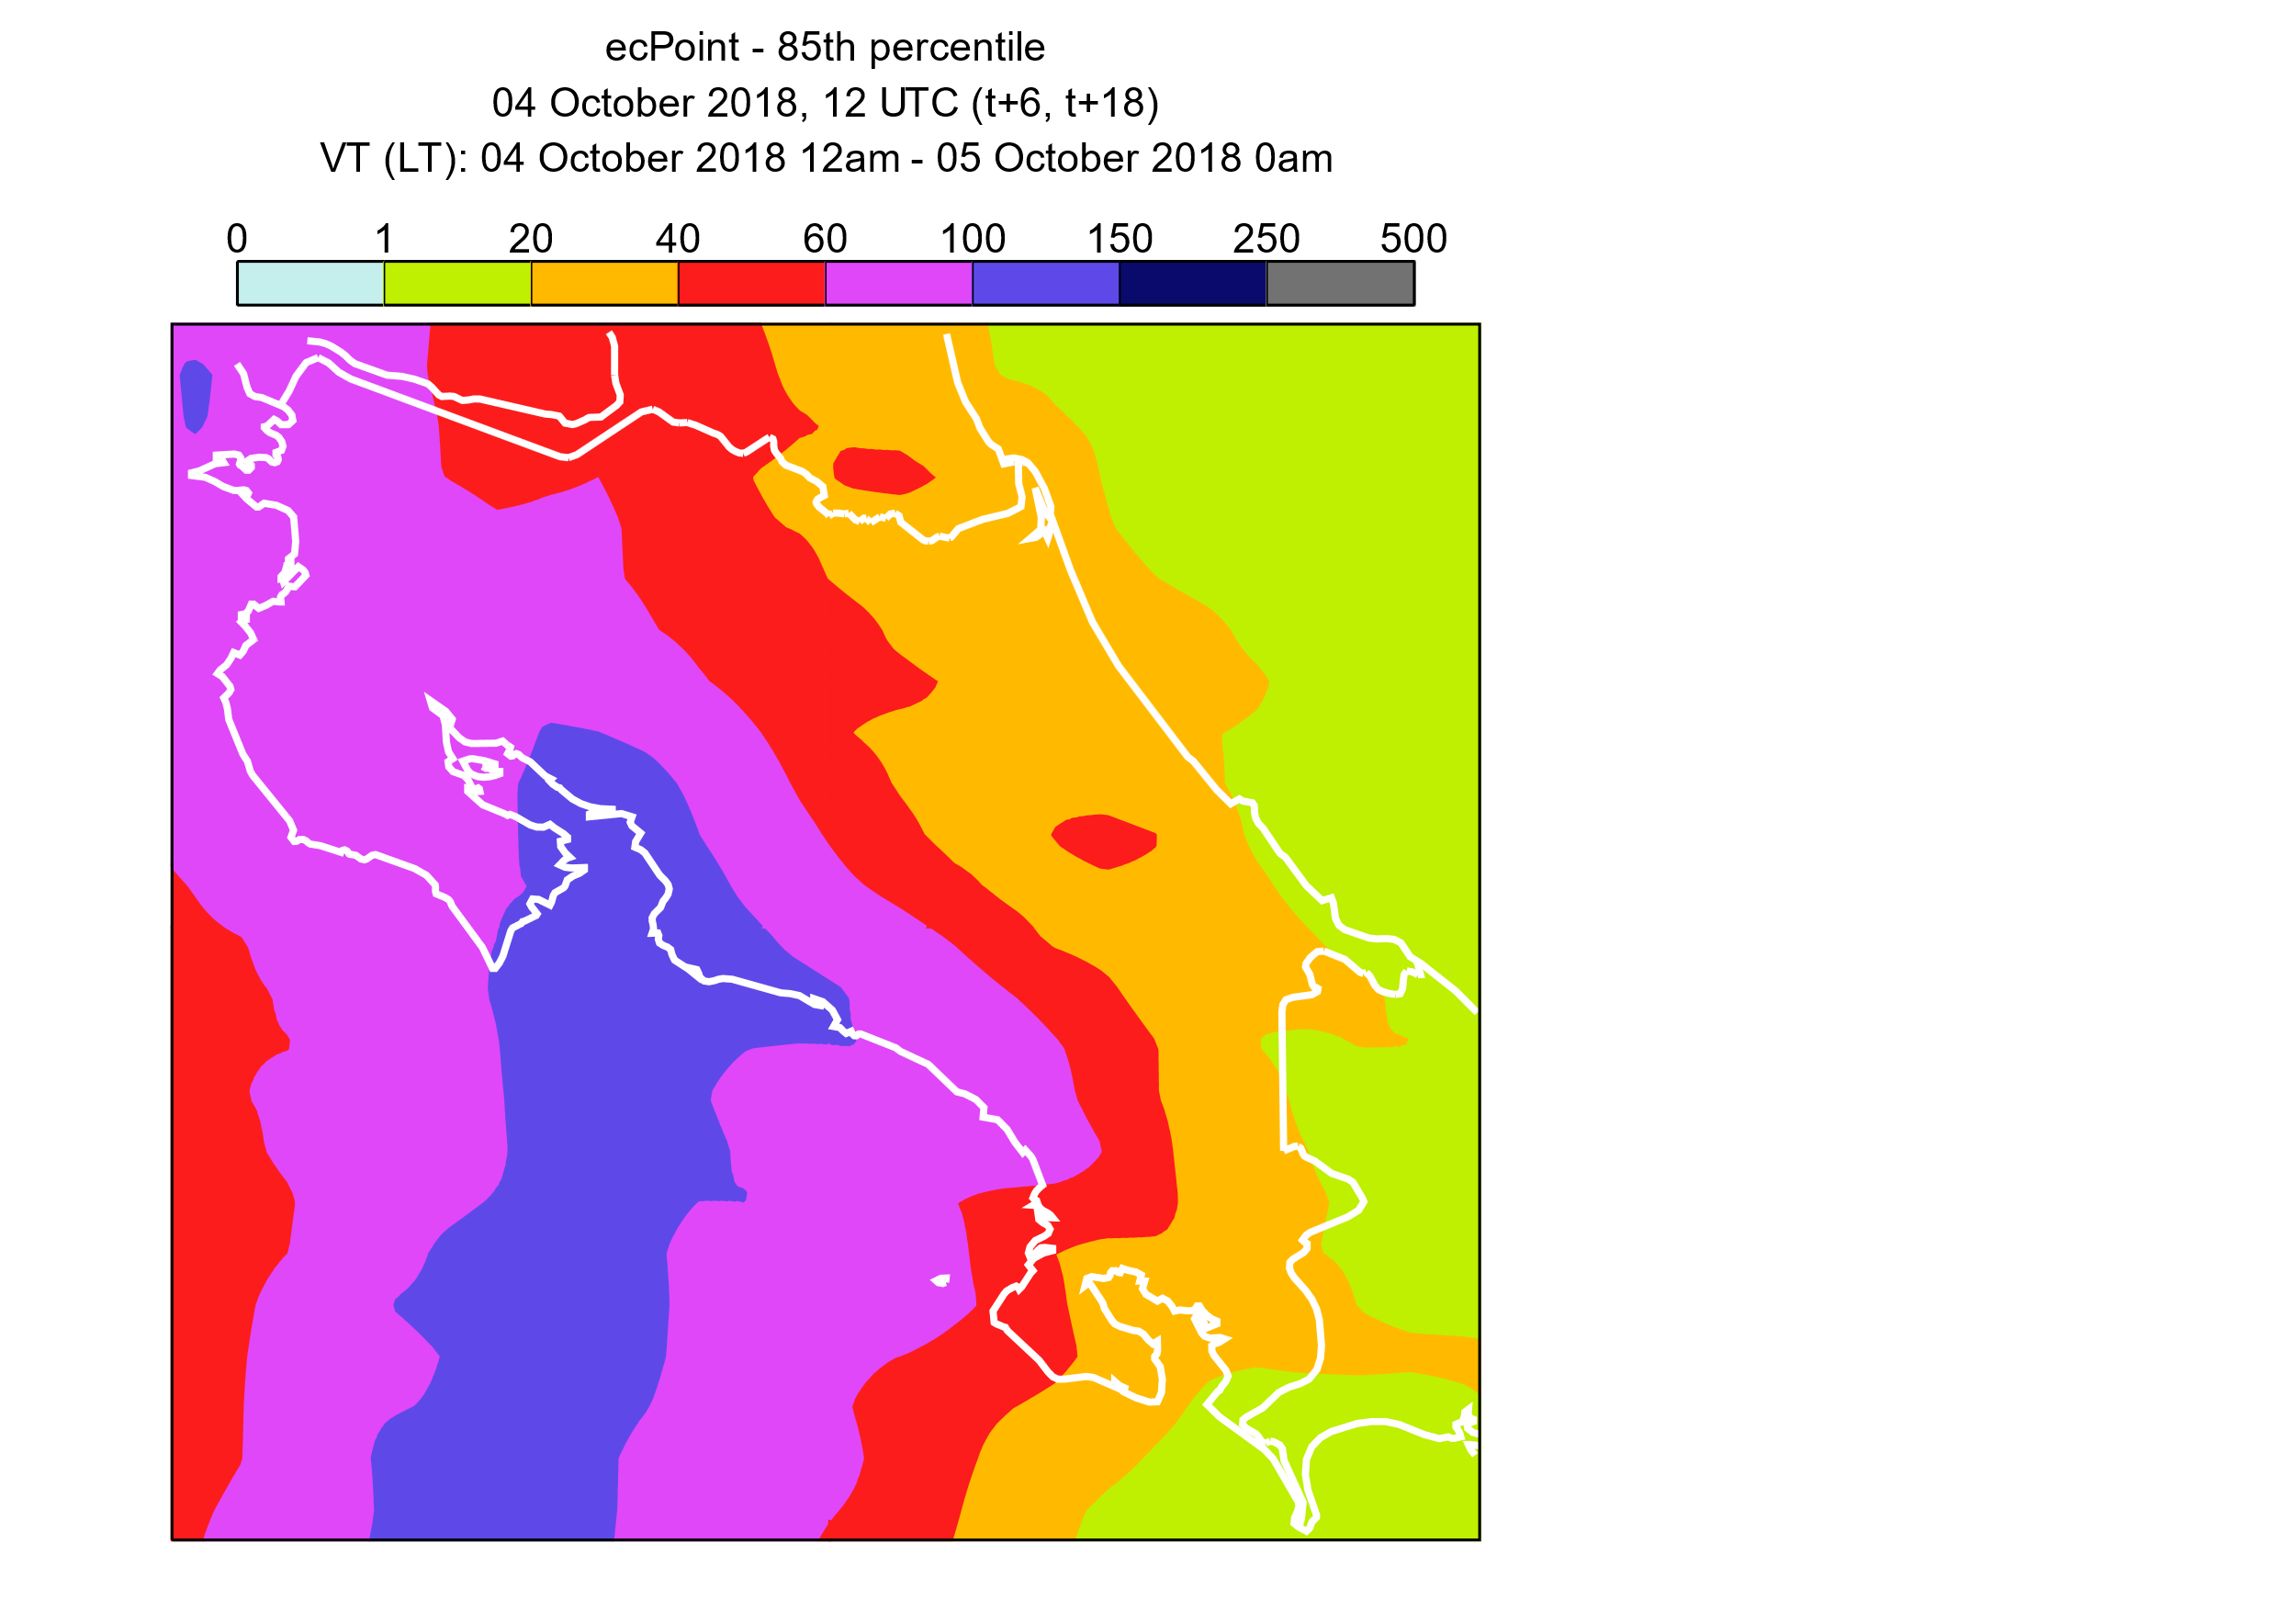 ecPoint - 85th percentile
04 October 2018, 12 UTC (t+6, t+18)
VT (LT): 04 October 2018 12am - 05 October 2018 0am
0 1 20 40 60 100 150 250 500